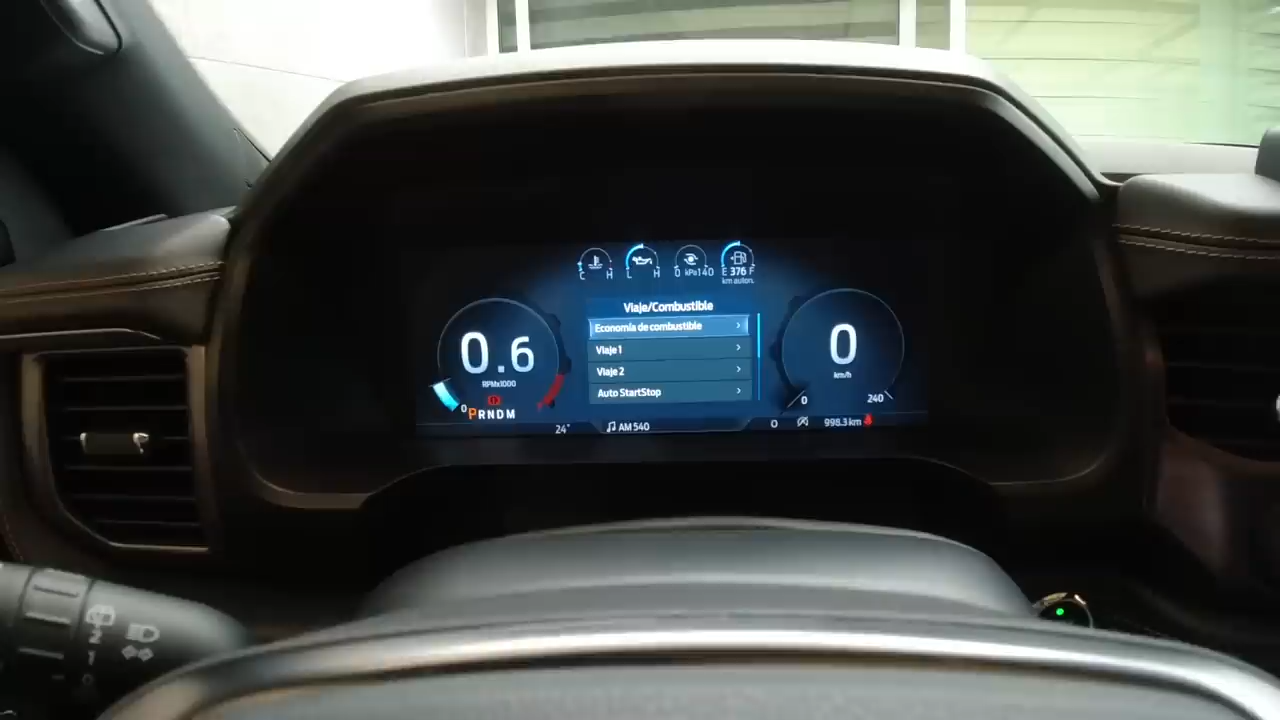 C H
L H
0 kPa 140
E 376 F
km auton.
Viaje/Combustible
Economía de combustible
Viaje 1
Viaje 2
Auto StartStop
0.6
RPMx1000
0
PRNDM
24°
AM 540
0
km/h
0 240
0
998.3 km